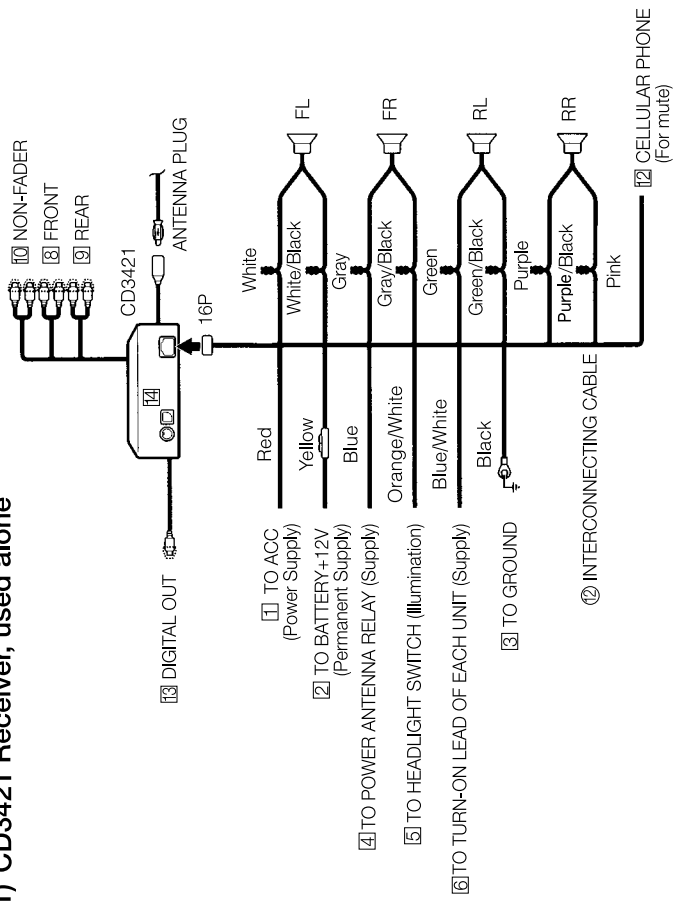 1) CD3421 Receiver, used alone
13 DIGITAL OUT
14
10 NON-FADER
8 FRONT
9 REAR
CD3421
ANTENNA PLUG
16P
1 TO ACC
(Power Supply)
Red
2 TO BATTERY+12V
(Permanent Supply)
Yellow
4 TO POWER ANTENNA RELAY (Supply)
Blue
5 TO HEADLIGHT SWITCH (Illumination)
Orange/White
6 TO TURN-ON LEAD OF EACH UNIT (Supply)
Blue/White
3 TO GROUND
Black
12 INTERCONNECTING CABLE
White
White/Black
FL
Gray
Gray/Black
FR
Green
Green/Black
RL
Purple
Purple/Black
RR
Pink
12 CELLULAR PHONE
(For mute)